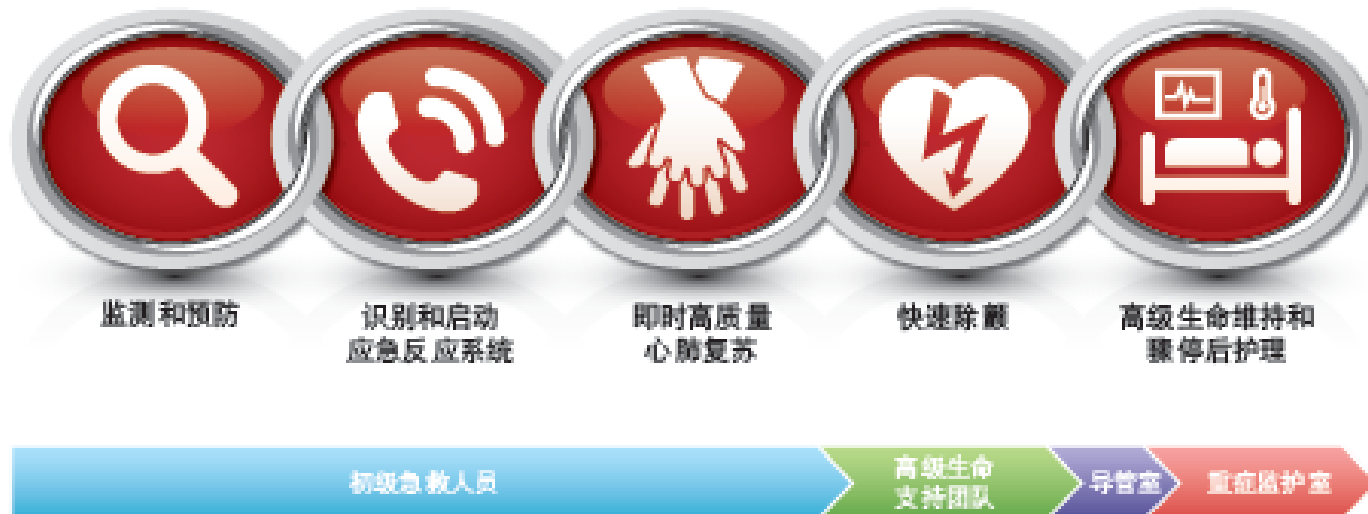 监测和预防
识别和启动
应急反应系统
即时高质量
心肺复苏
快速除颤
高级生命维持和
骤停后护理
初级急救人员
高级生命
支持团队
导管室
重症监护室